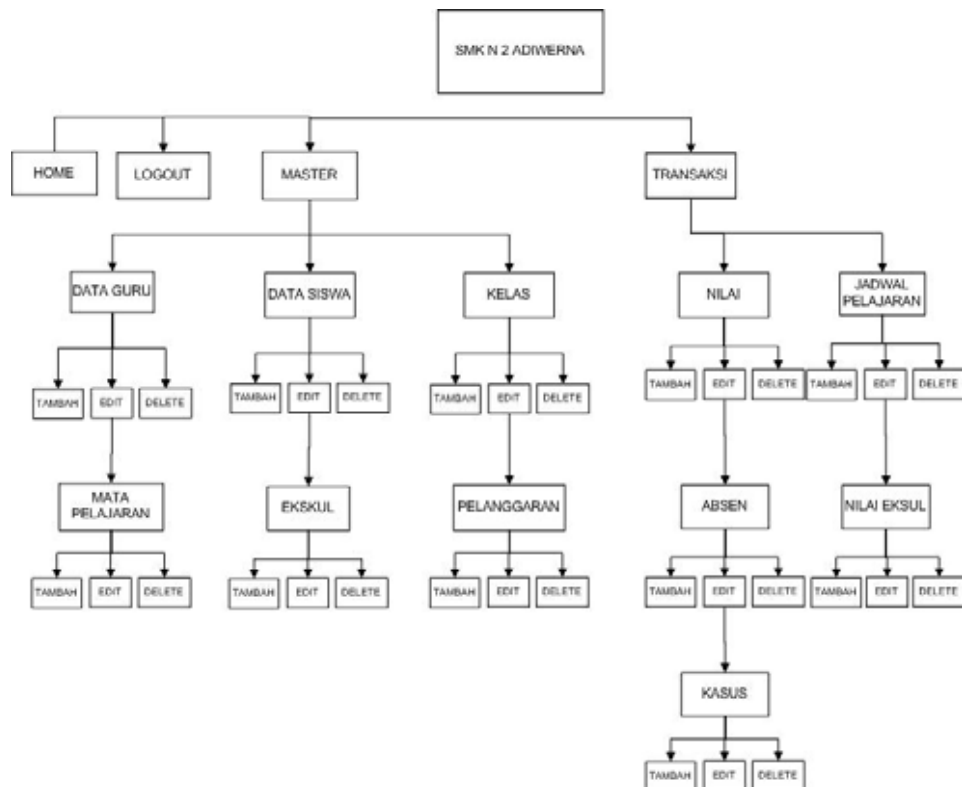 SMK N 2 ADIWERNA
HOME
LOGOUT
MASTER
TRANSAKSI
DATA GURU
DATA SISWA
KELAS
NILAI
JADWAL
PELAJARAN
TAMBAH
EDIT
DELETE
TAMBAH
EDIT
DELETE
TAMBAH
EDIT
DELETE
TAMBAH
EDIT
DELETE
TAMBAH
EDIT
DELETE
MATA
PELAJARAN
EKSKUL
PELANGGARAN
ABSEN
NILAI EKSUL
TAMBAH
EDIT
DELETE
TAMBAH
EDIT
DELETE
TAMBAH
EDIT
DELETE
TAMBAH
EDIT
DELETE
TAMBAH
EDIT
DELETE
KASUS
TAMBAH
EDIT
DELETE